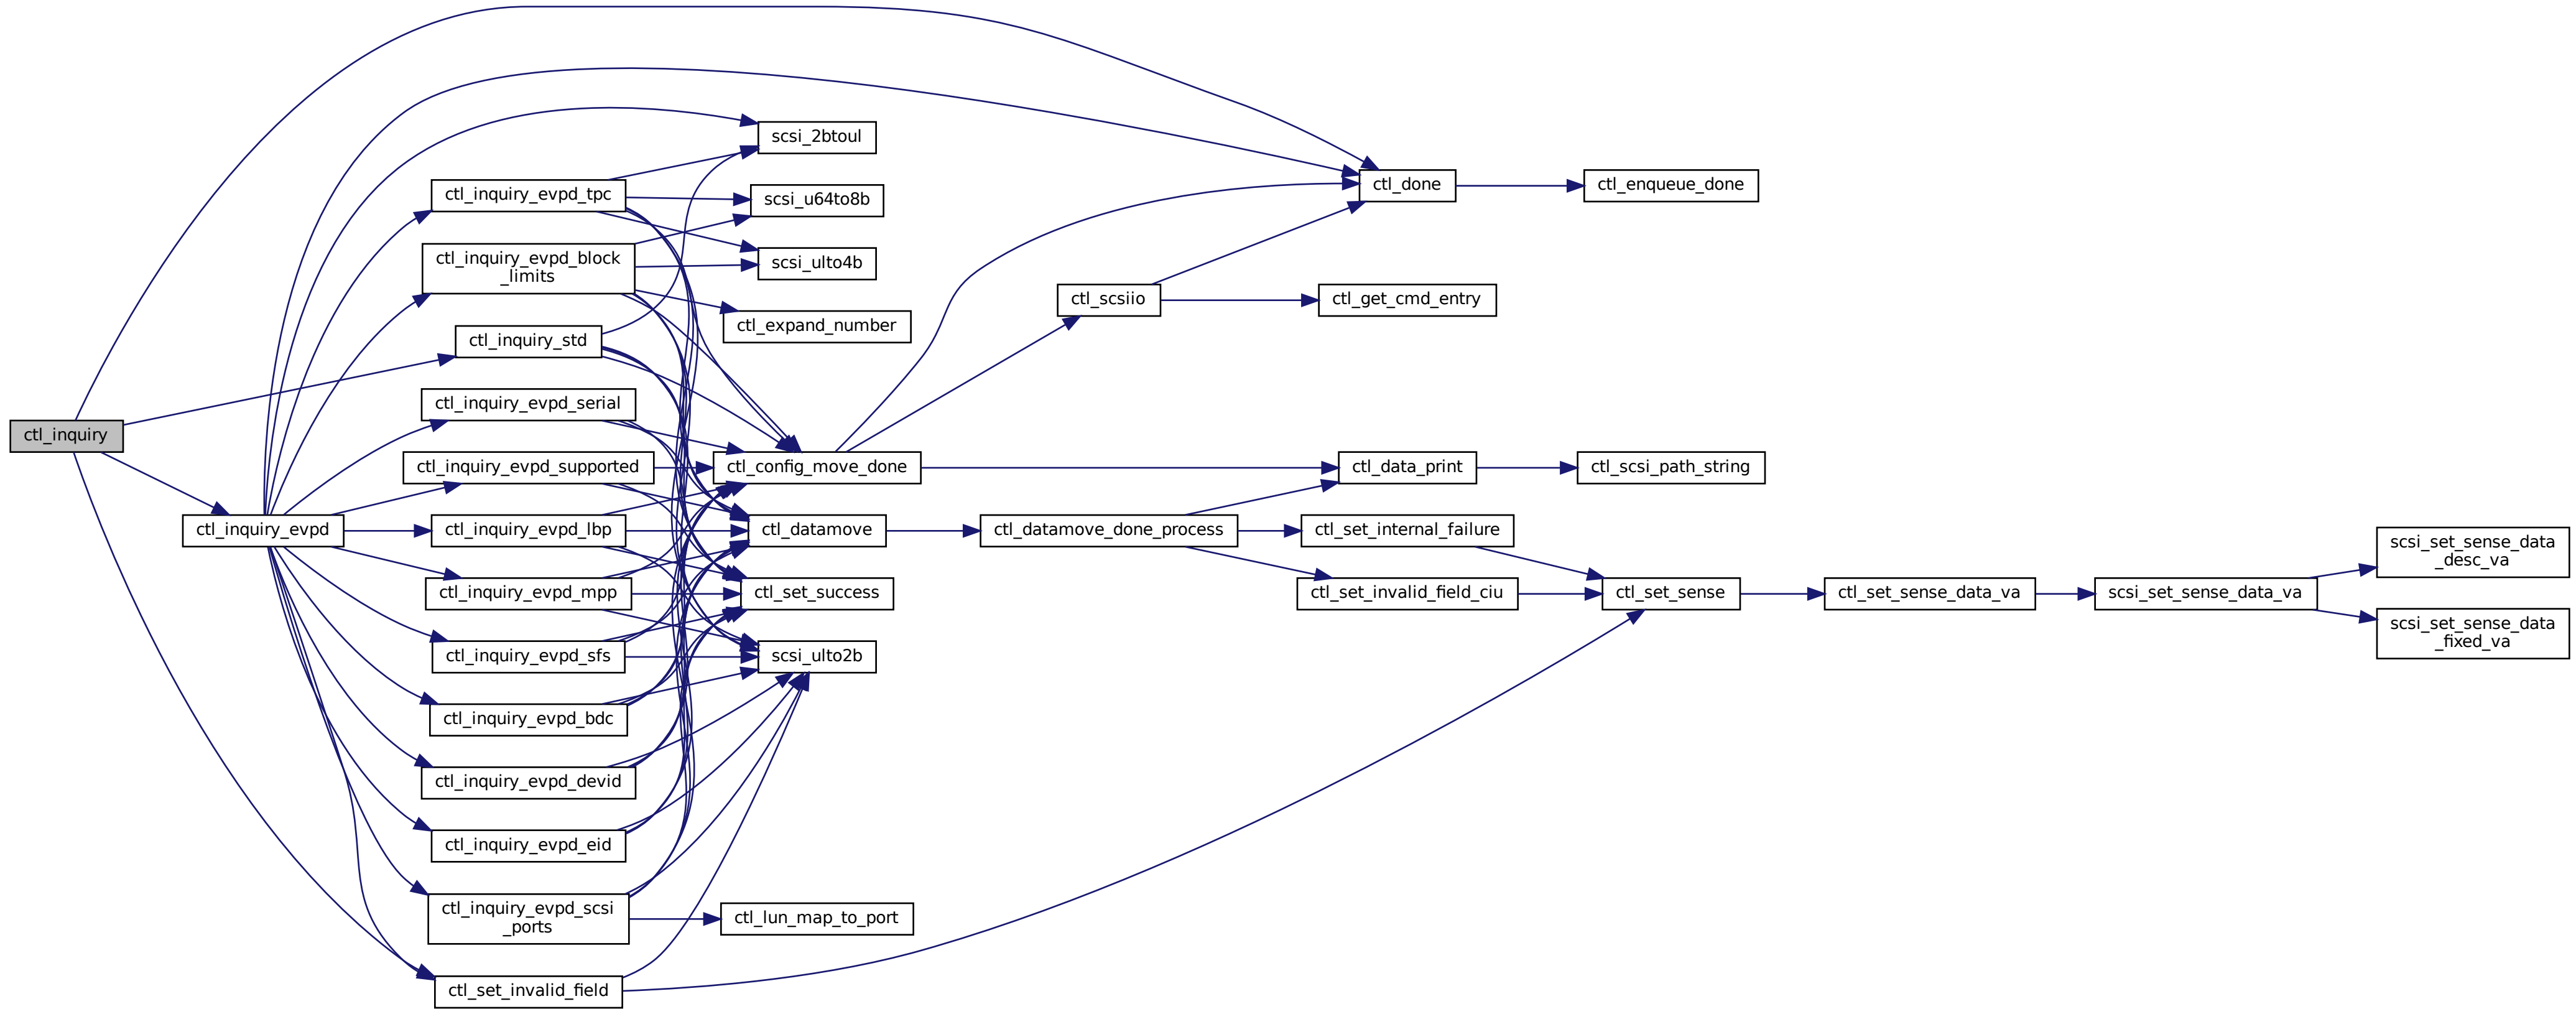 ctl_inquiry
ctl_inquiry_evpd
ctl_inquiry_evpd_tpc
ctl_inquiry_evpd_block
_limits
ctl_inquiry_std
ctl_inquiry_evpd_serial
ctl_inquiry_evpd_supported
ctl_inquiry_evpd_lbp
ctl_inquiry_evpd_mpp
ctl_inquiry_evpd_sfs
ctl_inquiry_evpd_bdc
ctl_inquiry_evpd_devid
ctl_inquiry_evpd_eid
ctl_inquiry_evpd_scsi
_ports
ctl_set_invalid_field
scsi_2btoul
scsi_u64to8b
scsi_ulto4b
ctl_expand_number
ctl_config_move_done
ctl_datamove
ctl_set_success
scsi_ulto2b
ctl_lun_map_to_port
ctl_scsiio
ctl_datamove_done_process
ctl_done
ctl_get_cmd_entry
ctl_data_print
ctl_set_internal_failure
ctl_set_invalid_field_ciu
ctl_enqueue_done
ctl_scsi_path_string
ctl_set_sense
ctl_set_sense_data_va
scsi_set_sense_data_va
scsi_set_sense_data
_desc_va
scsi_set_sense_data
_fixed_va